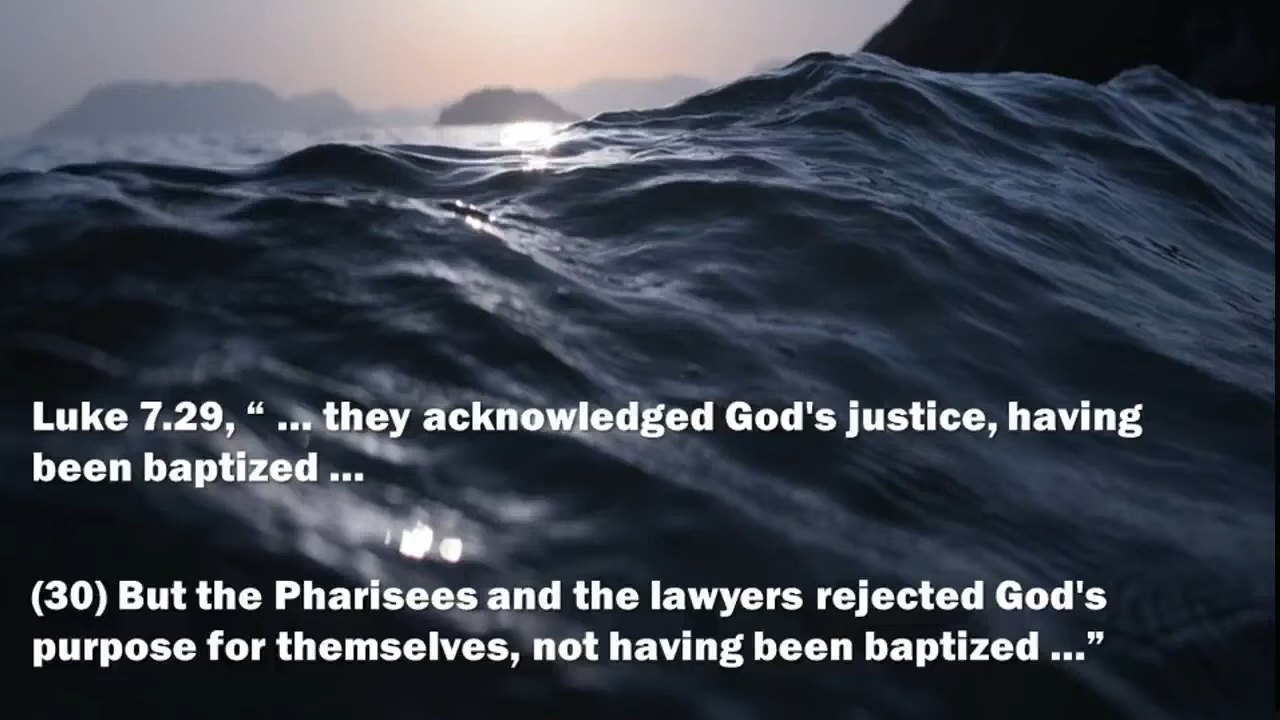 Luke 7.29, “ ... they acknowledged God's justice, having
been baptized ...
(30) But the Pharisees and the lawyers rejected God's
purpose for themselves, not having been baptized ...”